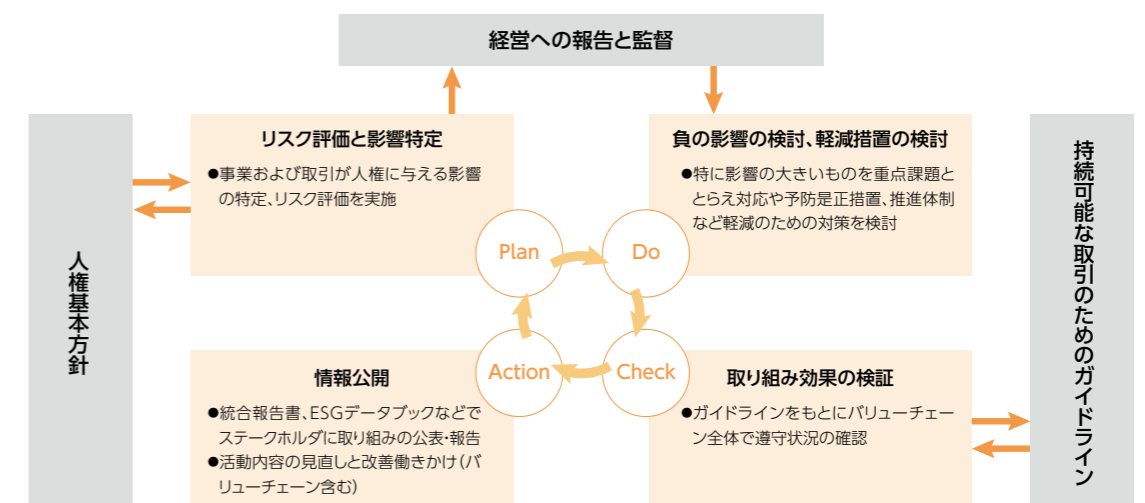 経営への報告と監督
人権基本方針
リスク評価と影響特定
●事業および取引が人権に与える影響
の特定、リスク評価を実施
負の影響の検討、軽減措置の検討
●特に影響の大きいものを重点課題と
とらえ対応や予防是正措置、推進体制
など軽減のための対策を検討
持続可能な取引のためのガイドライン
Plan
Do
Action
Check
情報公開
●統合報告書、ESGデータブックなどで
ステークホルダに取り組みの公表・報告
●活動内容の見直しと改善働きかけ(バ
リューチェーン含む)
取り組み効果の検証
●ガイドラインをもとにバリューチェー
ン全体で遵守状況の確認